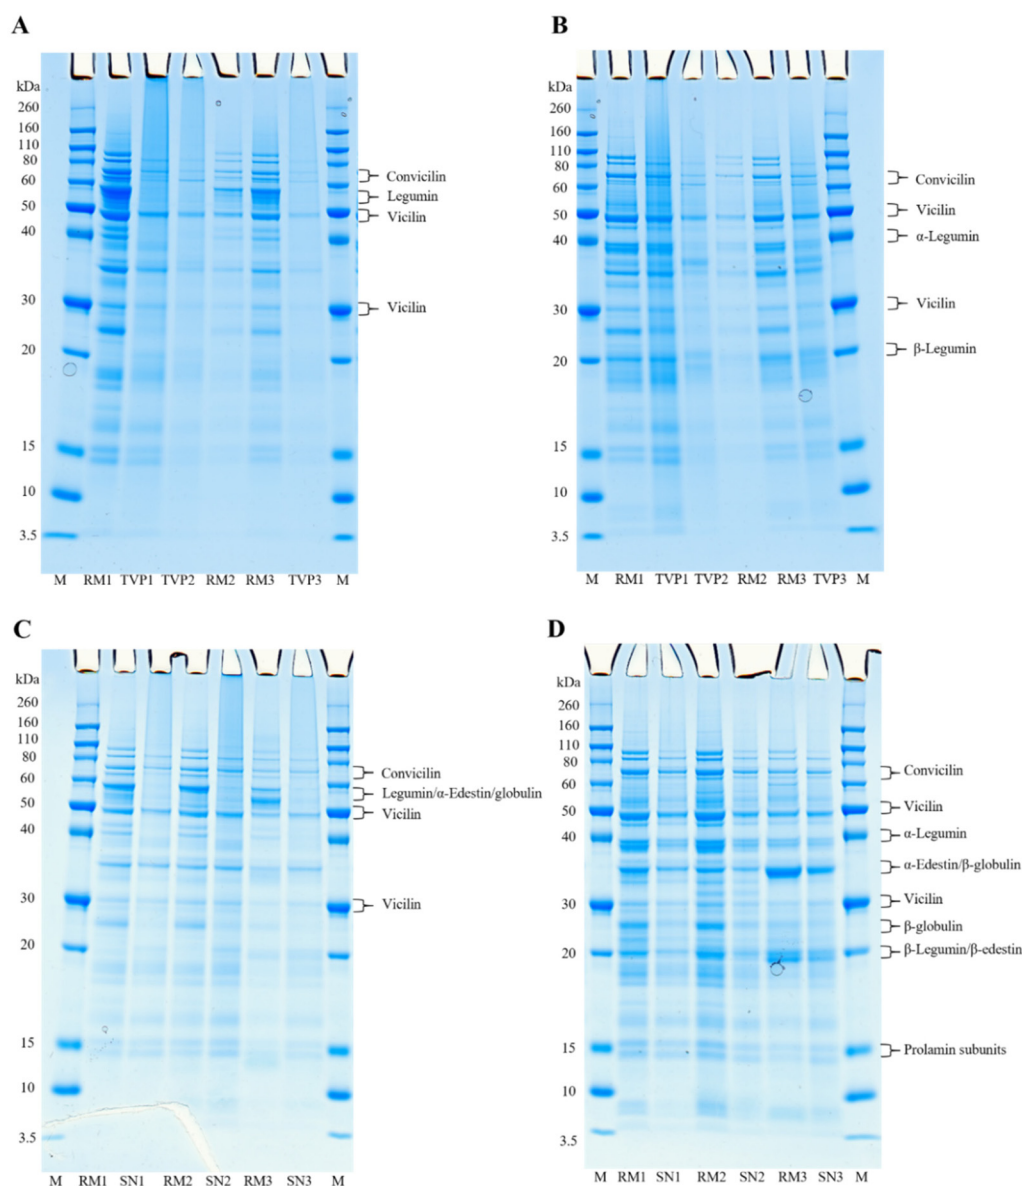 A
kDa
260
160
110
80
60
50
40
30
20
15
10
3.5
Convicilin
Legumin
Vicilin
Vicilin
M RM1 TVP1 TVP2 RM2 RM3 TVP3 M
B
kDa
260
160
110
80
60
50
40
30
20
15
10
3.5
Convicilin
Vicilin
α-Legumin
Vicilin
β-Legumin
M RM1 TVP1 TVP2 RM2 RM3 TVP3 M
C
kDa
260
160
110
80
60
50
40
30
20
15
10
3.5
Convicilin
Legumin/α-Edestin/globulin
Vicilin
Vicilin
M RM1 SN1 RM2 SN2 RM3 SN3 M
D
kDa
260
160
110
80
60
50
40
30
20
15
10
3.5
Convicilin
Vicilin
α-Legumin
α-Edestin/β-globulin
Vicilin
β-globulin
β-Legumin/β-edestin
Prolamin subunits
M RM1 SN1 RM2 SN2 RM3 SN3 M